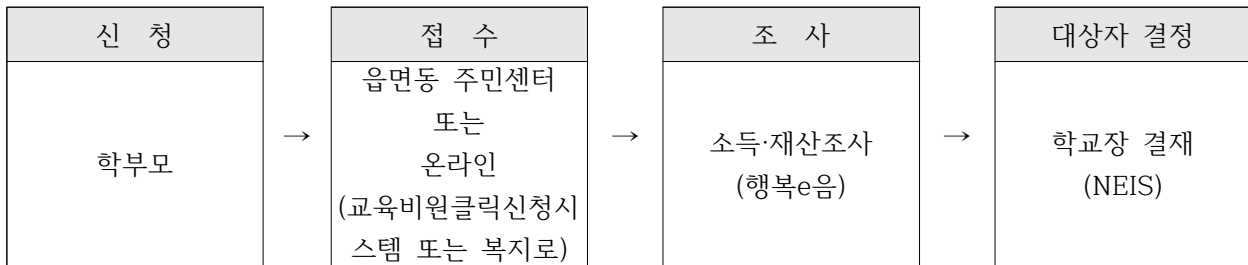 신 청
학부모
→
접 수
읍면동 주민센터
또는
온라인
(교육비원클릭신청시
스템 또는 복지로)
→
조 사
소득·재산조사
(행복e음)
→
대상자 결정
학교장 결재
(NEIS)